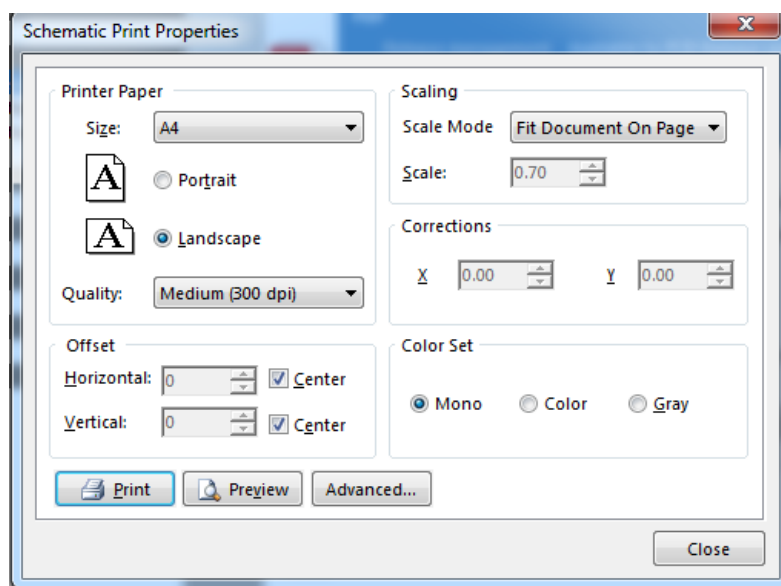 Schematic Print Properties
Printer Paper
Size: A4
A Portrait
A Landscape
Quality: Medium (300 dpi)
Scaling
Scale Mode Fit Document On Page
Scale: 0.70
Corrections
X 0.00 Y 0.00
Offset
Horizontal: 0 Center
Vertical: 0 Center
Color Set
Mono Color Gray
Print Preview Advanced...
Close